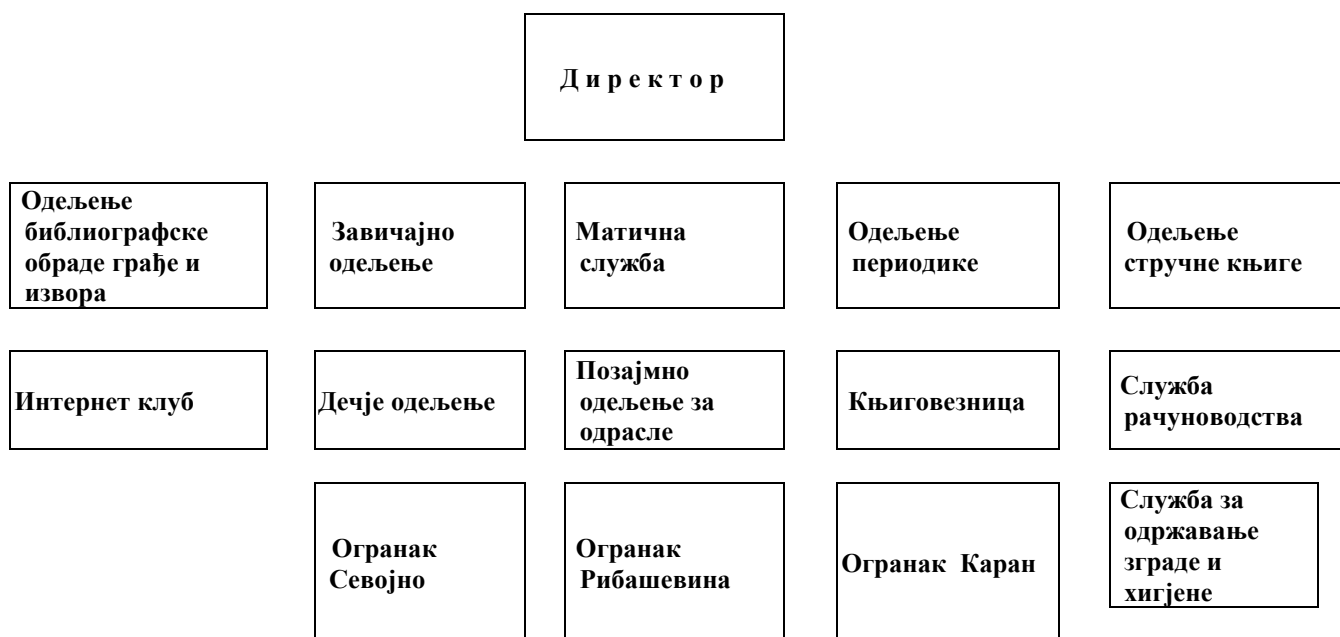 Д и р е к т о р
Одељење
библиографске
обраде грађе и
извора
Завичајно
одељење
Матична
служба
Одељење
периодике
Одељење
стручне књиге
Интернет клуб
Дечје одељење
Позајмно
одељење за
одрасле
Књиговезница
Служба
рачуноводства
Огранак
Севојно
Огранак
Рибашевина
Огранак Каран
Служба за
одржавање
зграде и
хигјене